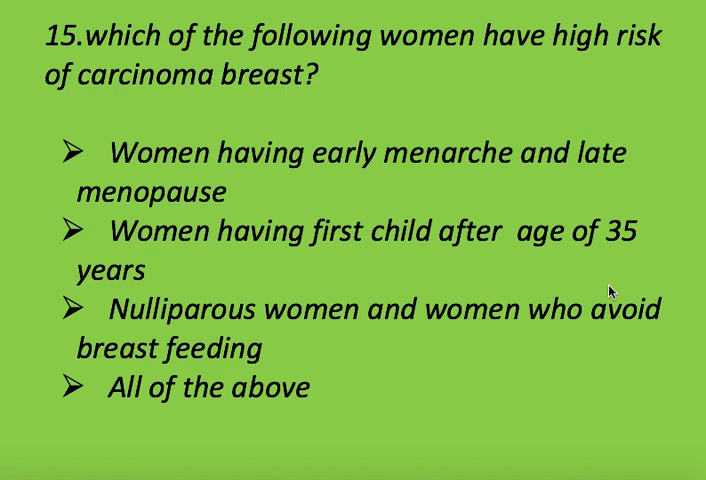 15.which of the following women have high risk
of carcinoma breast?
➢ Women having early menarche and late
menopause
➢ Women having first child after age of 35
years
➢ Nulliparous women and women who avoid
breast feeding
➢ All of the above